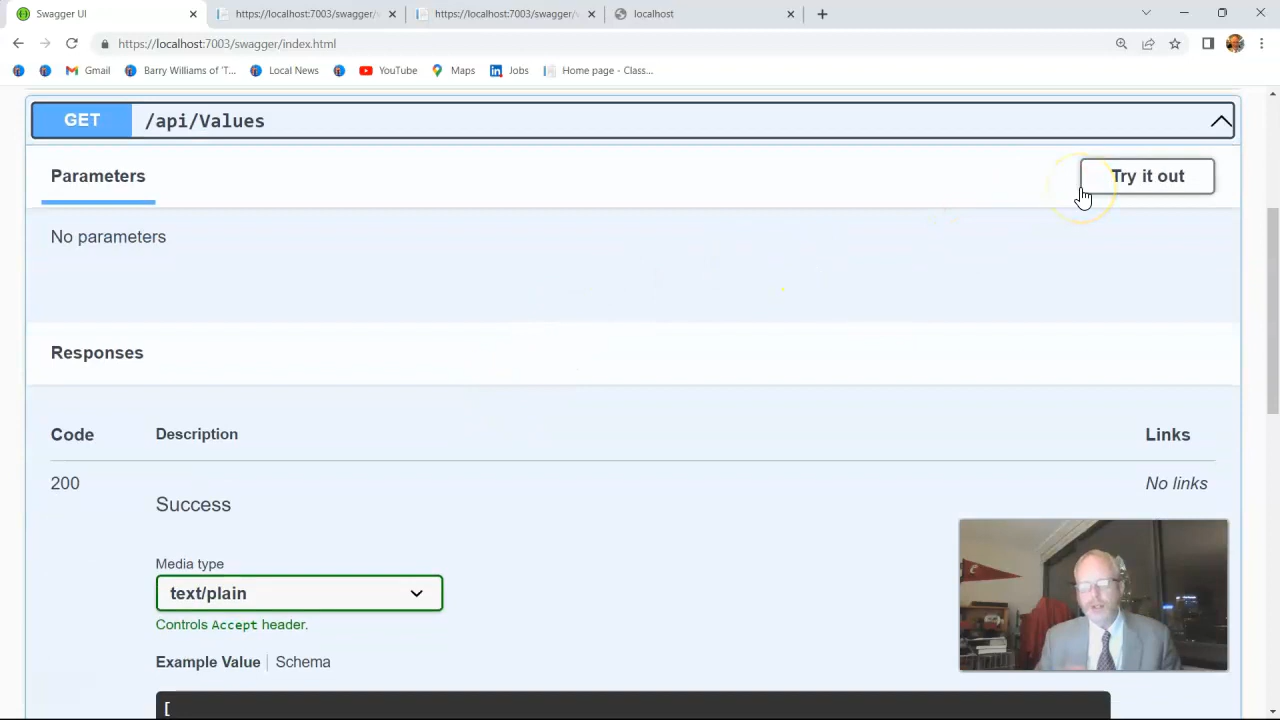 Swagger UI
https://localhost:7003/swagger/
https://localhost:7003/swagger/v
localhost
https://localhost:7003/swagger/index.html
Gmail
Barry Williams of 'T...
Local News
YouTube
Maps
Jobs
Home page - Class...
GET /api/Values
Parameters
Try it out
No parameters
Responses
Code Description Links
200 No links
Success
Media type
text/plain
Controls Accept header.
Example Value | Schema
[